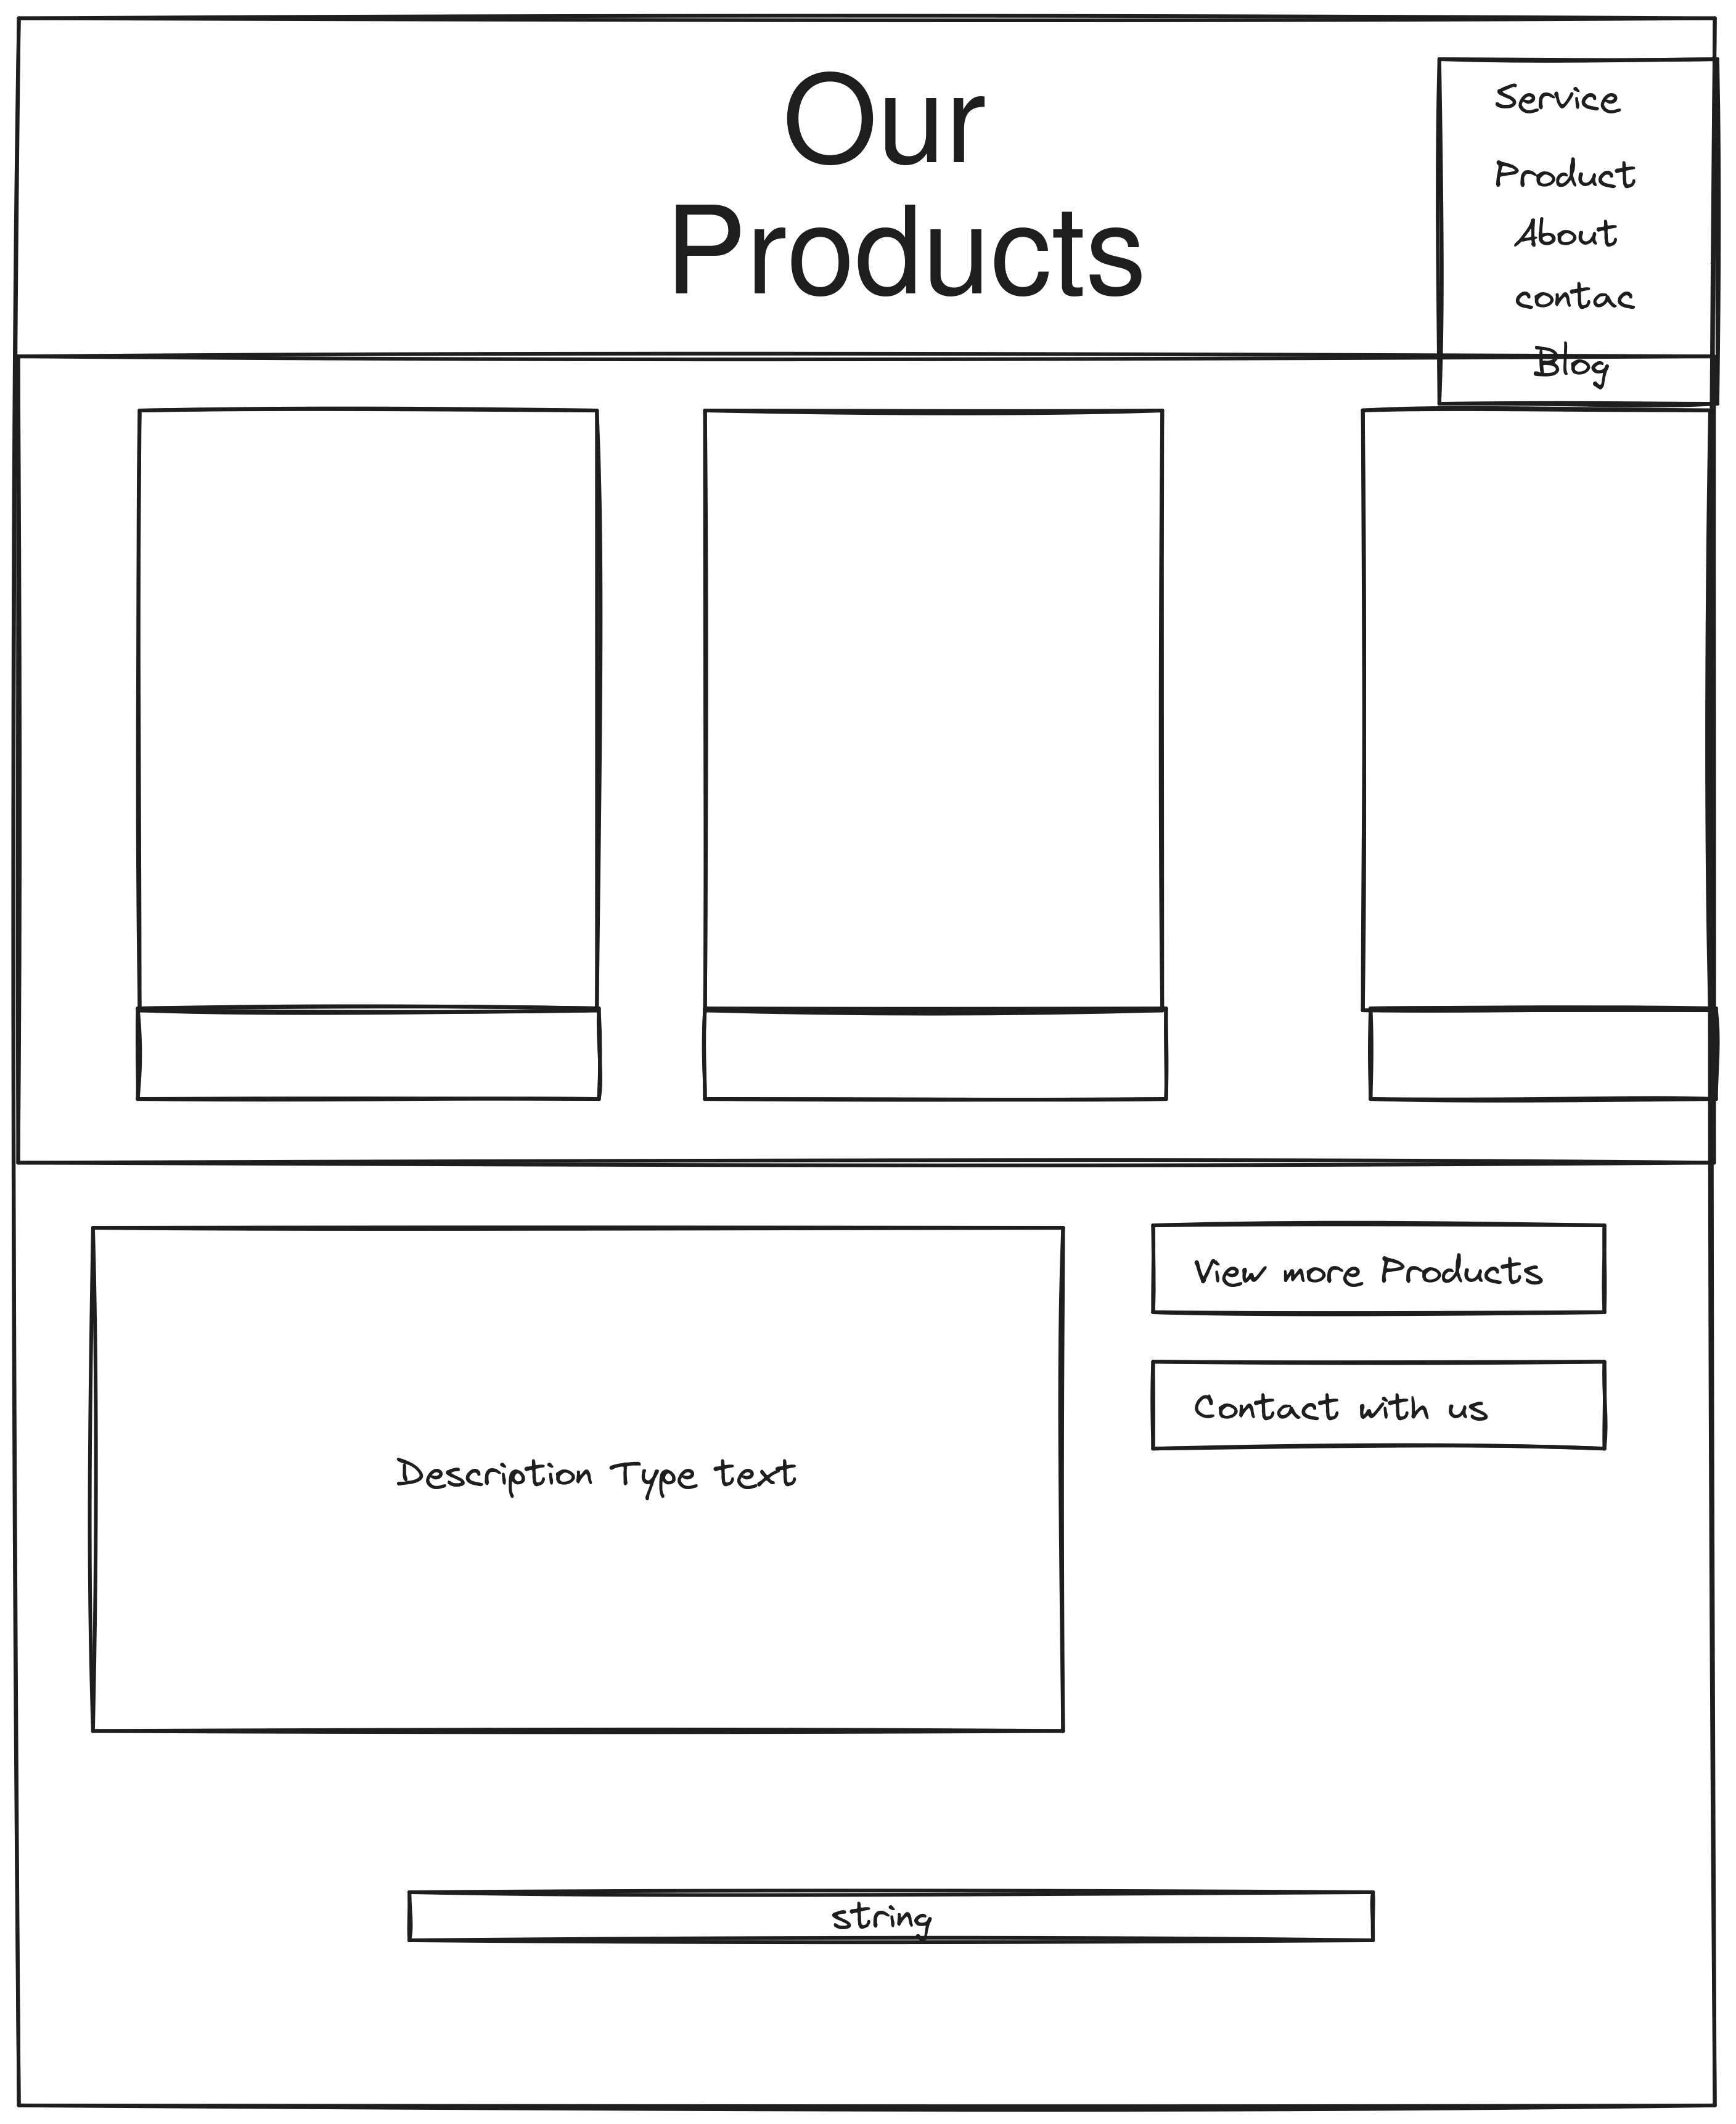 Our
Products
Service
Product
About
contac
Blog
View more Products
Contact with us
Description Type text
string